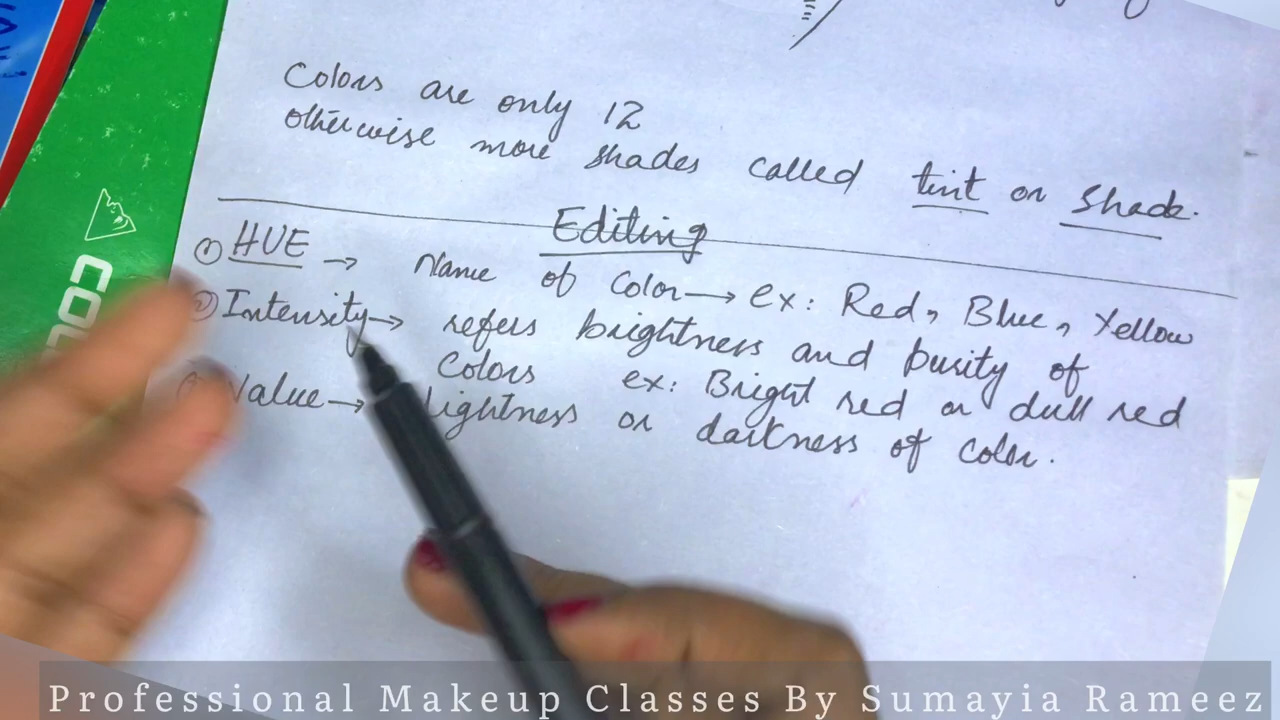 Colors are only 12
otherwise more shades called tint or shade.
Editing
① HUE → Name of Color → ex: Red, Blue, Yellow
② Intensity → refers brightness and purity of
Colors ex: Bright red or dull red
Value → lightness or darkness of color.
COL
Professional Makeup Classes By Sumayia Rameez